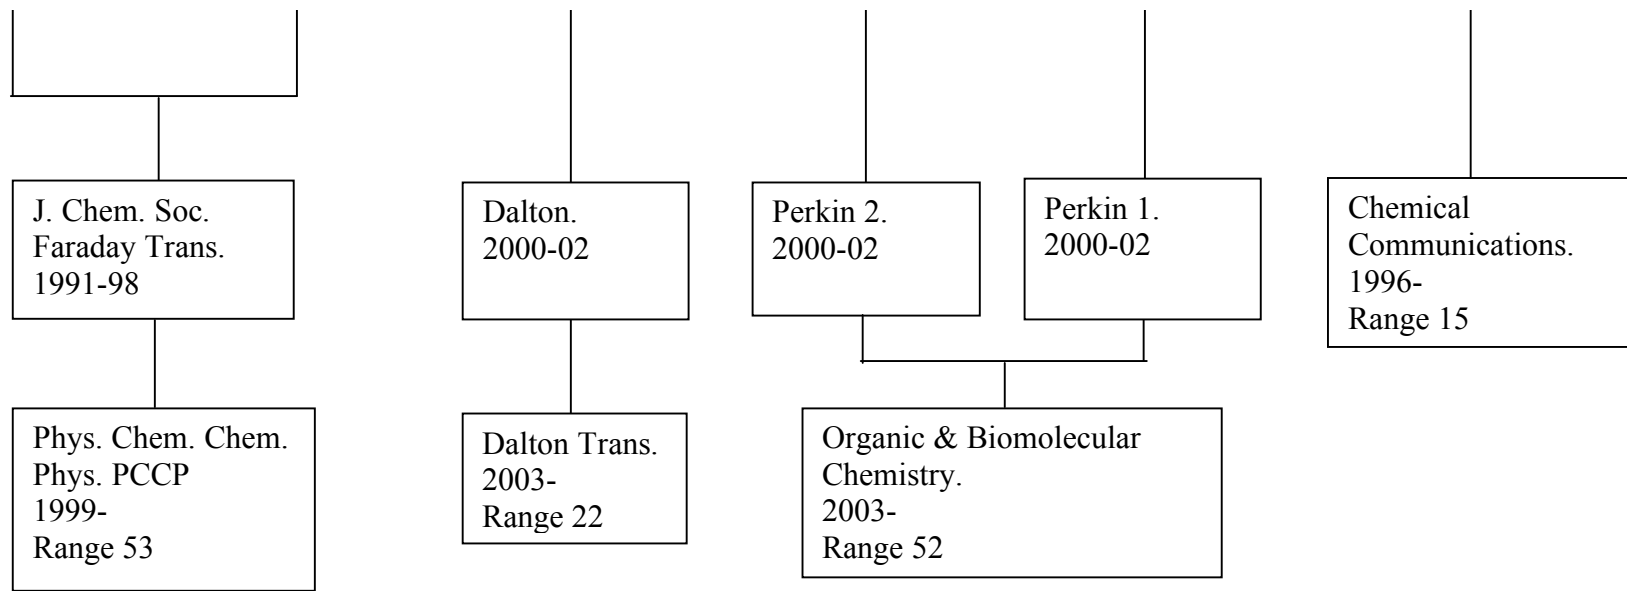 J. Chem. Soc.
Faraday Trans.
1991-98
Dalton.
2000-02
Perkin 2.
2000-02
Perkin 1.
2000-02
Chemical
Communications.
1996-
Range 15
Phys. Chem. Chem.
Phys. PCCP
1999-
Range 53
Dalton Trans.
2003-
Range 22
Organic & Biomolecular
Chemistry.
2003-
Range 52